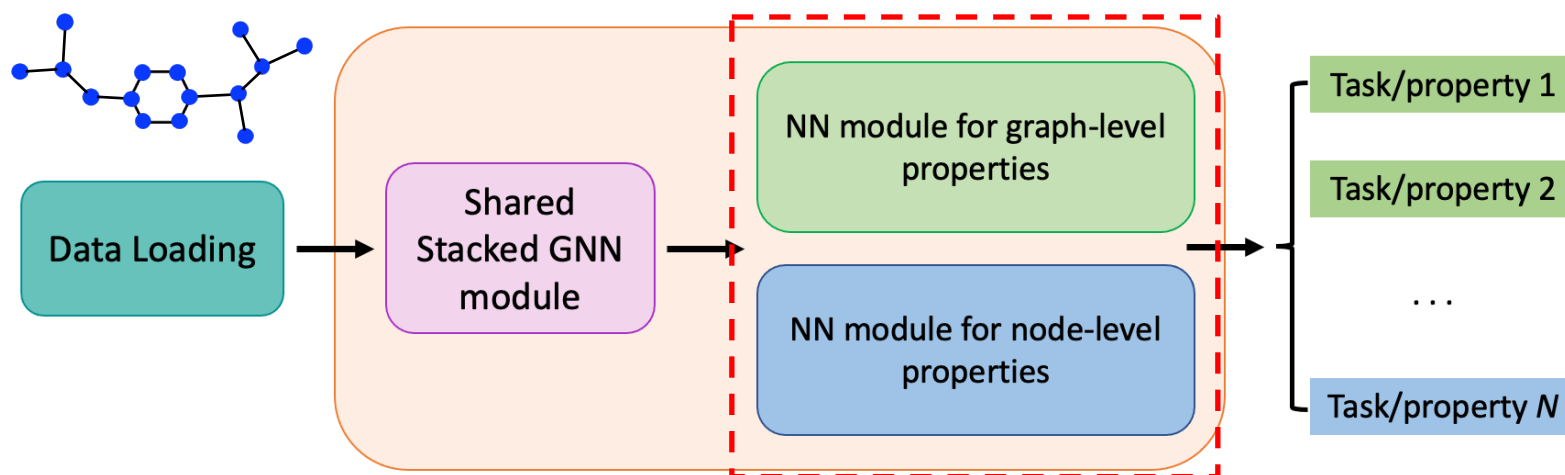 Data Loading
Shared
Stacked GNN
module
NN module for graph-level
properties
NN module for node-level
properties
Task/property 1
Task/property 2
...
Task/property N